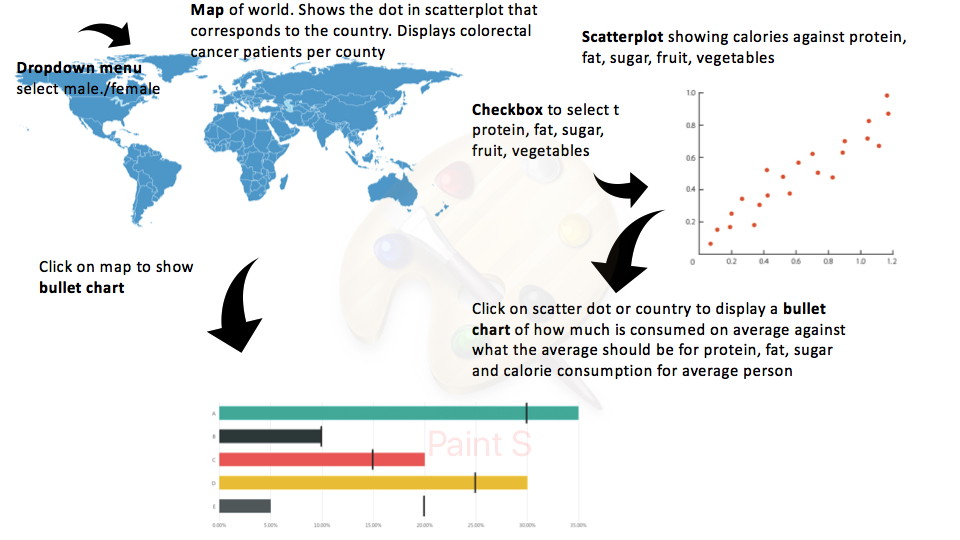 Map of world. Shows the dot in scatterplot that
corresponds to the country. Displays colorectal
cancer patients per county
Dropdown menu
select male./female
Scatterplot showing calories against protein,
fat, sugar, fruit, vegetables
Checkbox to select t
protein, fat, sugar,
fruit, vegetables
1.0
0.8
0.6
0.4
0.2
0 0.2 0.4 0.6 0.8 1.0 1.2
Click on map to show
bullet chart
Click on scatter dot or country to display a bullet
chart of how much is consumed on average against
what the average should be for protein, fat, sugar
and calorie consumption for average person
A
B
C
D
E
Paint S
0.00% 5.00% 10.00% 15.00% 20.00% 25.00% 30.00% 35.00%